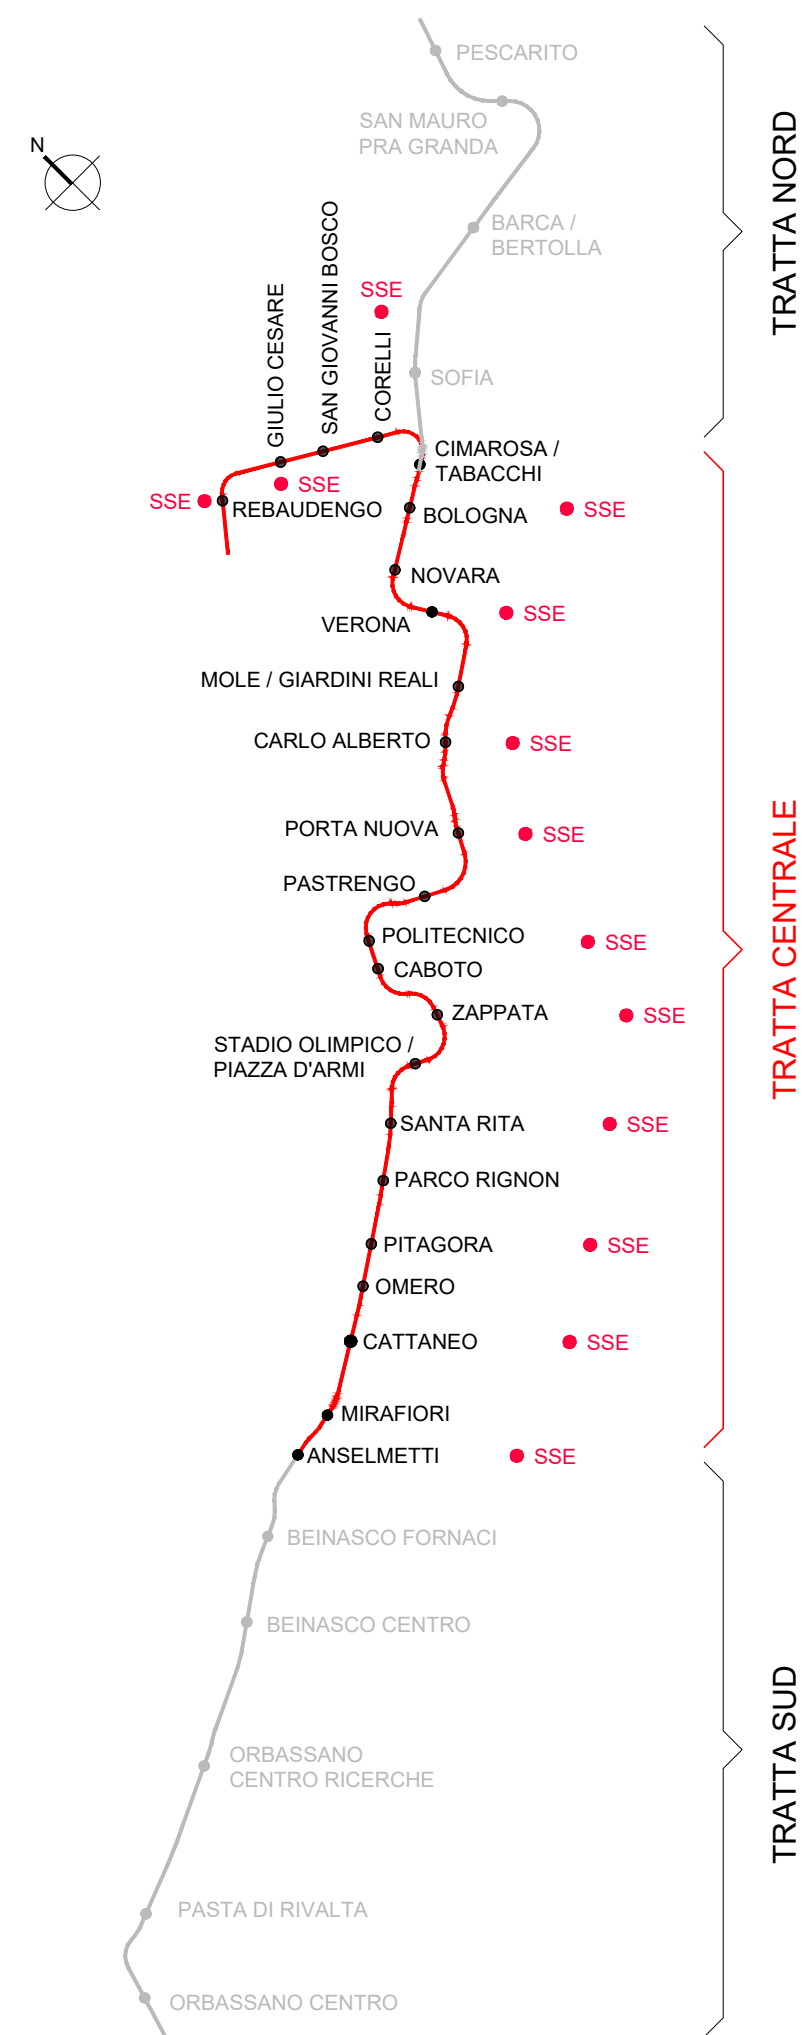 PESCARITO
SAN MAURO
PRA GRANDA
N
TRATTA NORD
BARCA /
BERTOLLA
SSE
GIULIO CESARE
SAN GIOVANNI BOSCO
CORELLI
SOFIA
CIMAROSA /
TABACCHI
SSE
SSE
REBAUDENGO
BOLOGNA
SSE
NOVARA
VERONA
SSE
MOLE / GIARDINI REALI
CARLO ALBERTO
SSE
PORTA NUOVA
SSE
PASTRENGO
TRATTA CENTRALE
POLITECNICO
SSE
CABOTO
ZAPPATA
SSE
STADIO OLIMPICO /
PIAZZA D'ARMI
SANTA RITA
SSE
PARCO RIGNON
PITAGORA
SSE
OMERO
CATTANEO
SSE
MIRAFIORI
ANSELMETTI
SSE
BEINASCO FORNACI
BEINASCO CENTRO
TRATTA SUD
ORBASSANO
CENTRO RICERCHE
PASTA DI RIVALTA
ORBASSANO CENTRO